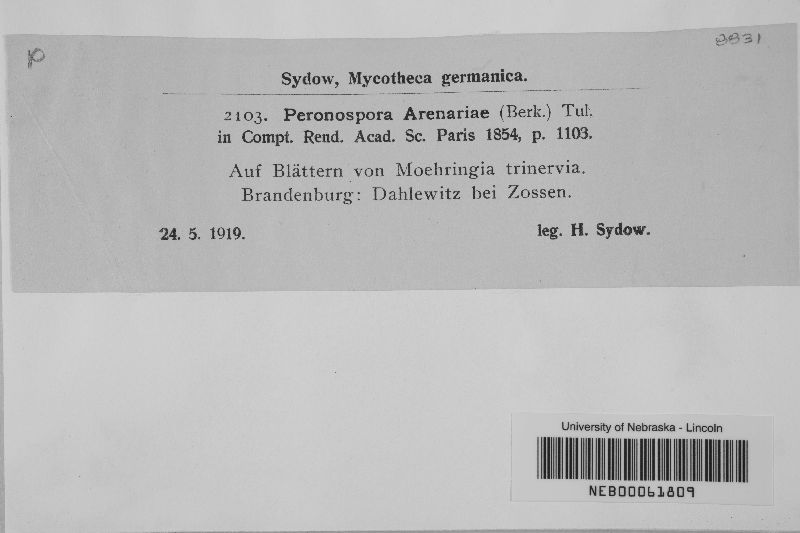 8831
Sydow, Mycotheca germanica.
2103. Peronospora Arenariae (Berk.) Tul.
in Compt. Rend. Acad. Sc. Paris 1854, p. 1103.
Auf Blättern von Moehringia trinervia.
Brandenburg: Dahlewitz bei Zossen.
24. 5. 1919. leg. H. Sydow.
University of Nebraska - Lincoln
NEB00061809